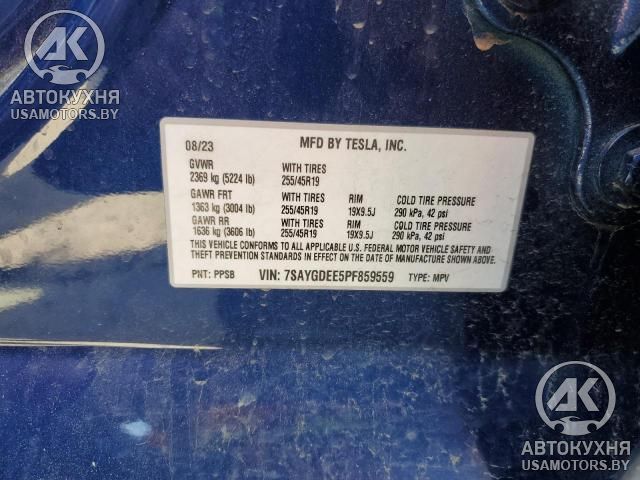 АК
АВТОКУХНЯ
USAMOTORS.BY
08/23 MFD BY TESLA, INC.
GVWR WITH TIRES
2369 kg (5224 lb) 255/45R19
GAWR FRT WITH TIRES RIM COLD TIRE PRESSURE
1363 kg (3004 lb) 255/45R19 19X9.5J 290 kPa, 42 psi
GAWR RR WITH TIRES RIM COLD TIRE PRESSURE
1636 kg (3606 lb) 255/45R19 19X9.5J 290 kPa, 42 psi
THIS VEHICLE CONFORMS TO ALL APPLICABLE U.S. FEDERAL MOTOR VEHICLE SAFETY AND
THEFT PREVENTION STANDARDS IN EFFECT ON THE DATE OF MANUFACTURE SHOWN ABOVE.
PNT: PPSB VIN: 7SAYGDEE5PF859559 TYPE: MPV
АК
АВТОКУХНЯ
USAMOTORS.BY